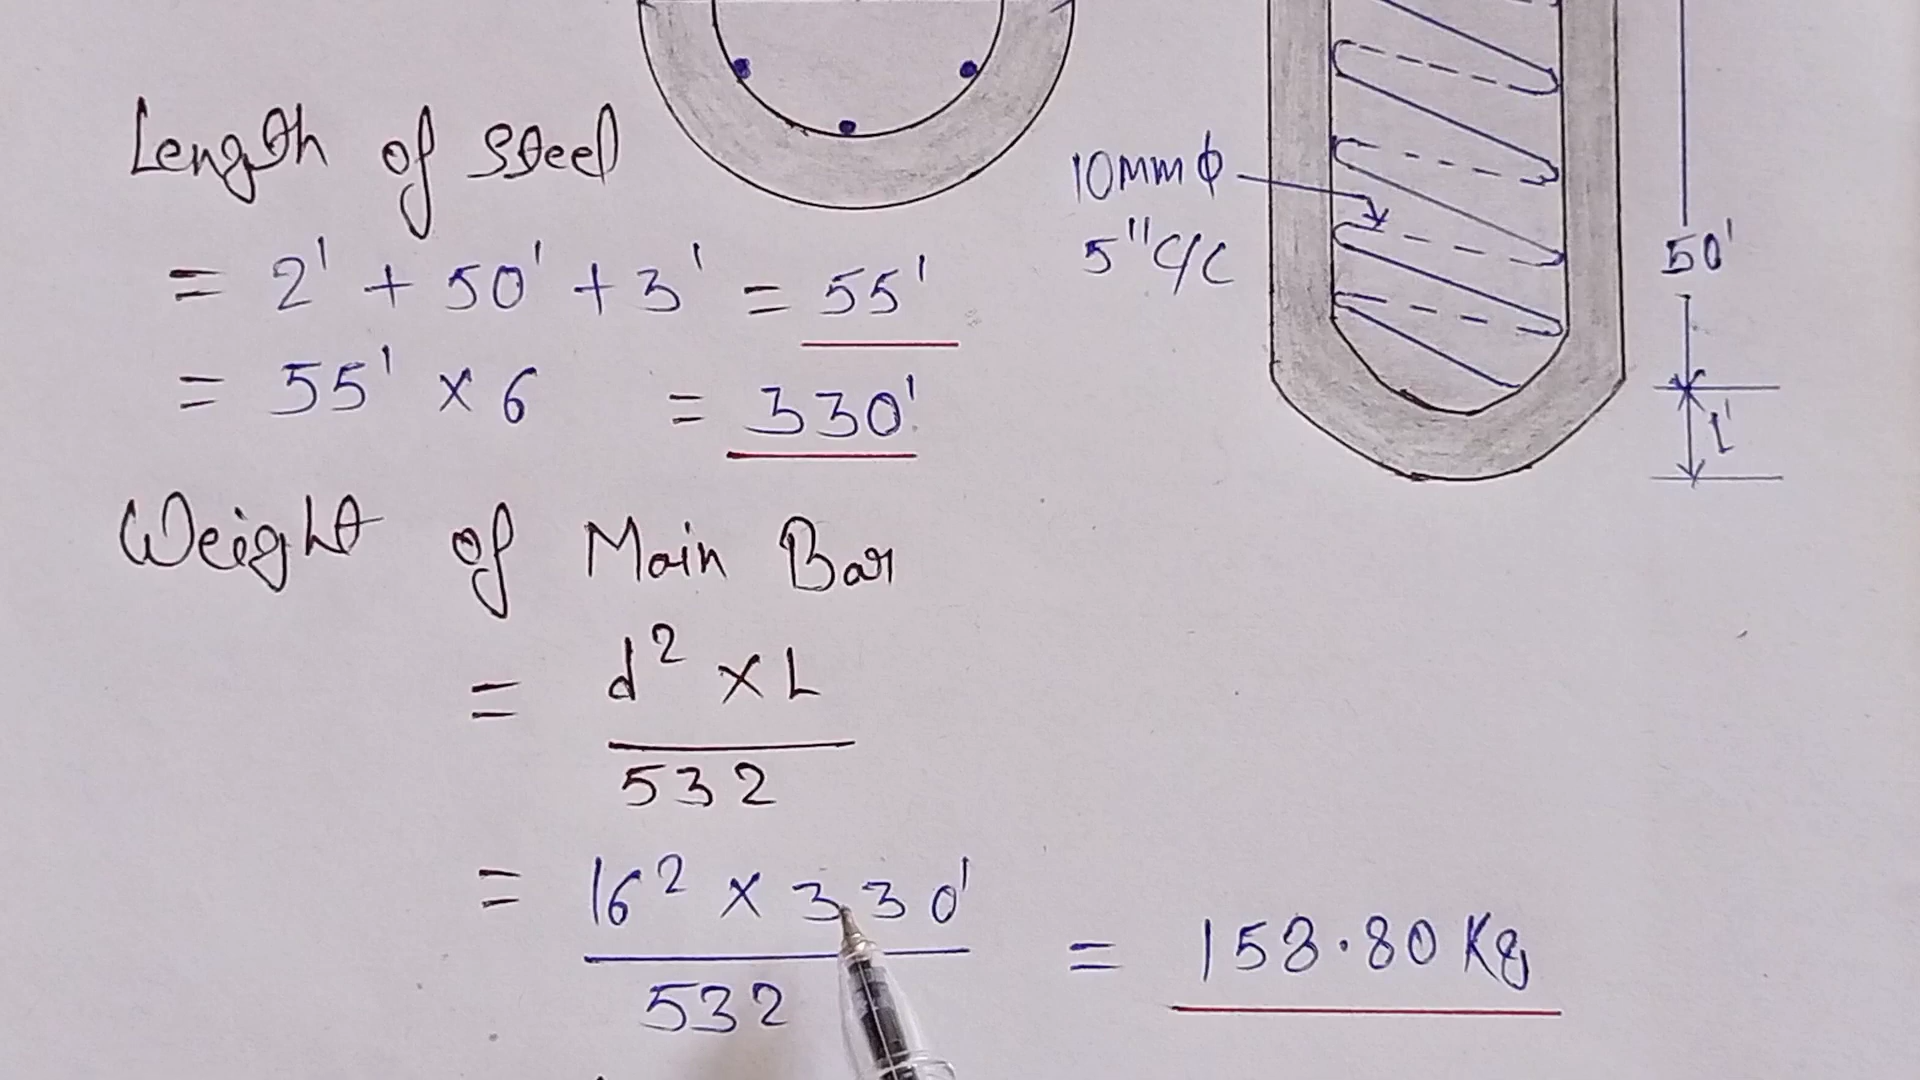 Length of Steel
= 2' + 50' + 3' = 55'
= 55' × 6 = 330'
10mm ϕ
5" C/C
50'
1'
Weight of Main Bar
= d² × L
532
= 16² × 330'
532
= 158.80 Kg